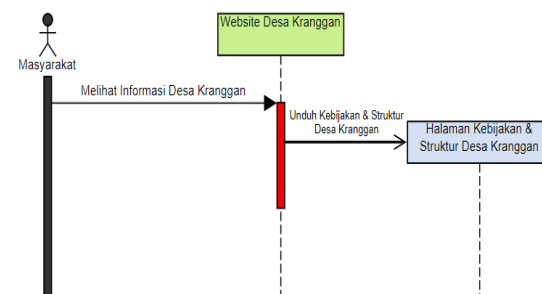 Website Desa Kranggan
Masyarakat
Melihat Informasi Desa Kranggan
Unduh Kebijakan & Struktur
Desa Kranggan
Halaman Kebijakan &
Struktur Desa Kranggan